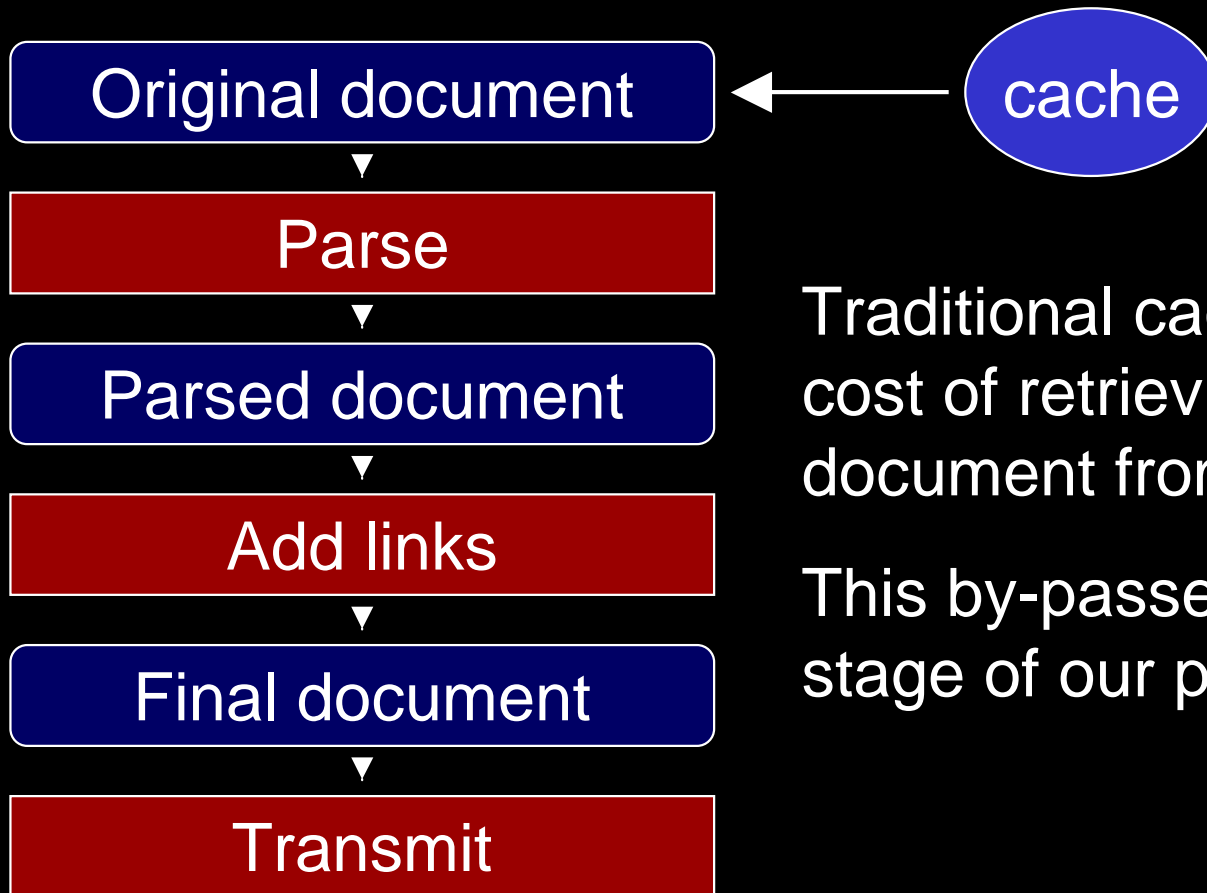 Original document
cache
Parse
Parsed document
Add links
Final document
Transmit
Traditional
cost of
document
This
stage of our